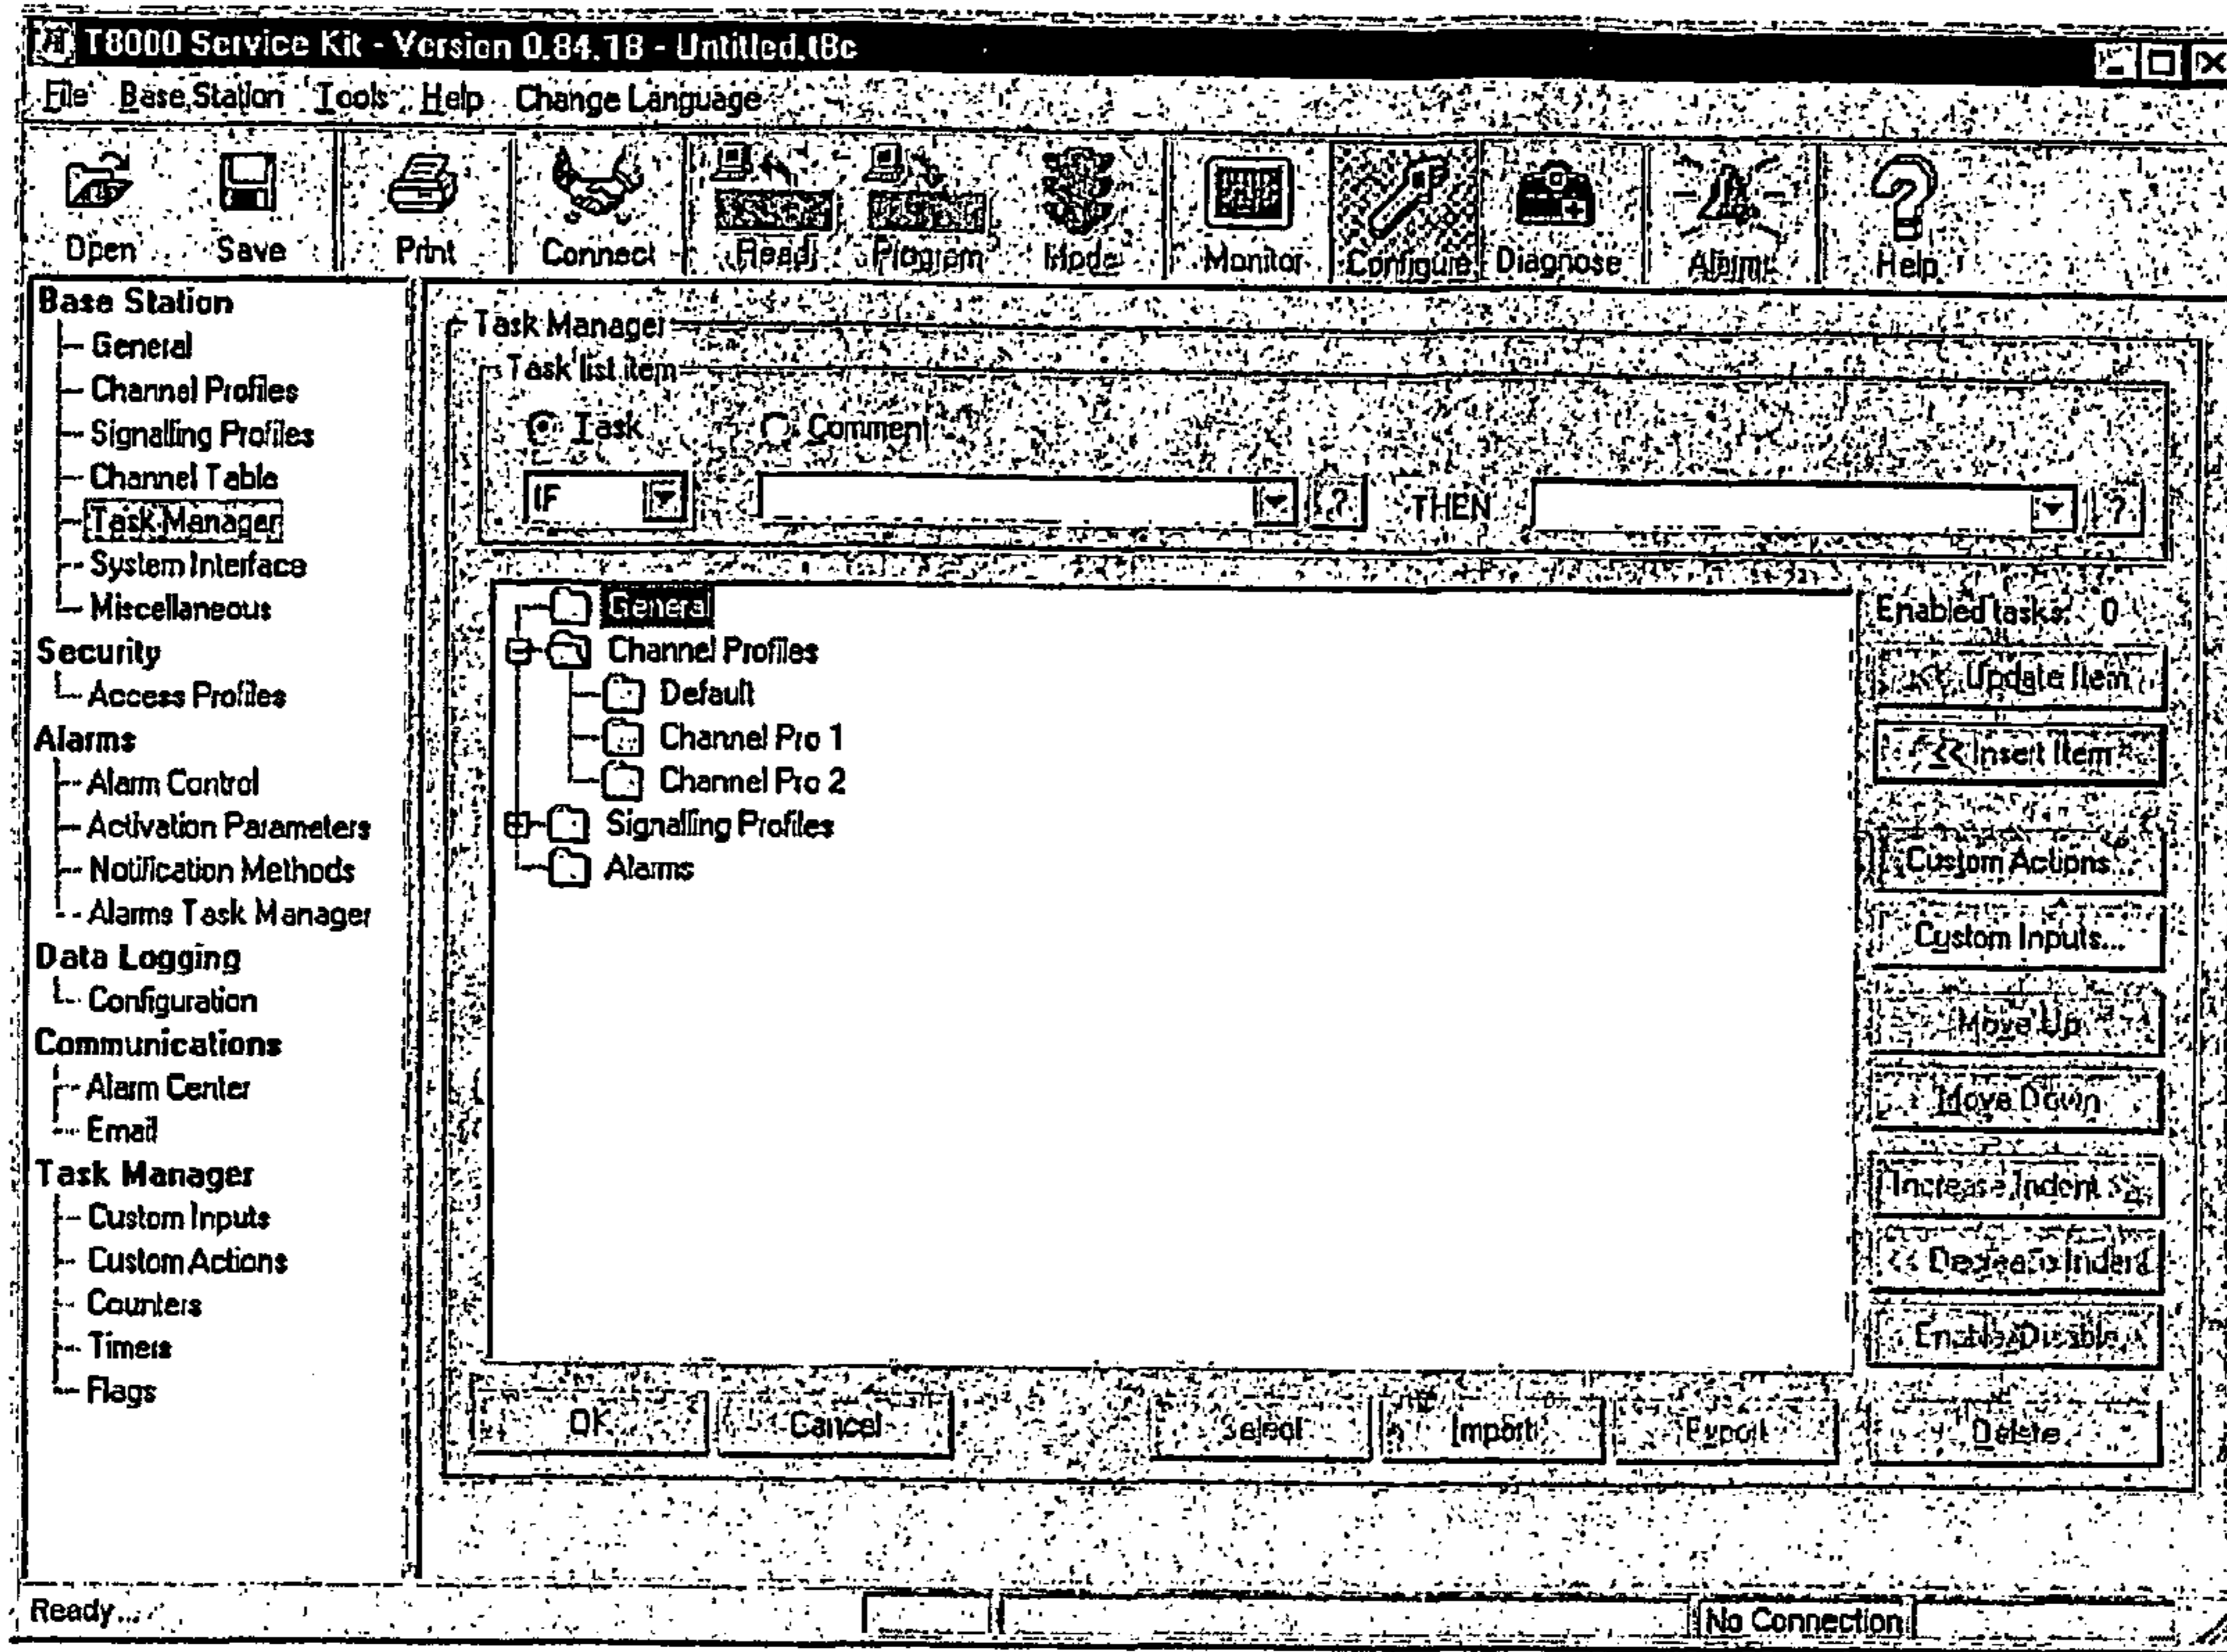 T8000 Service Kit - Version 0.84.18 - Untitled.t8c
File Base Station Tools Help Change Language
Open Save Print Connect Read Program Mode Monitor Configure Diagnose Alarms Help
Base Station
General
Channel Profiles
Signalling Profiles
Channel Table
Task Manager
System Interface
Miscellaneous
Security
Access Profiles
Alarms
Alarm Control
Activation Parameters
Notification Methods
Alarms Task Manager
Data Logging
Configuration
Communications
Alarm Center
Email
Task Manager
Custom Inputs
Custom Actions
Counters
Timers
Flags
Task Manager
Task list item
Task Comment
IF ? THEN ?
General
Channel Profiles
Default
Channel Pro 1
Channel Pro 2
Signalling Profiles
Alarms
Enabled tasks: 0
<< Update Item
<< Insert Item
Custom Actions...
Custom Inputs...
Move Up
Move Down
Increase Indent >>
<< Decrease Indent
Enable/Disable
OK Cancel Select Import Export Delete
Ready... No Connection